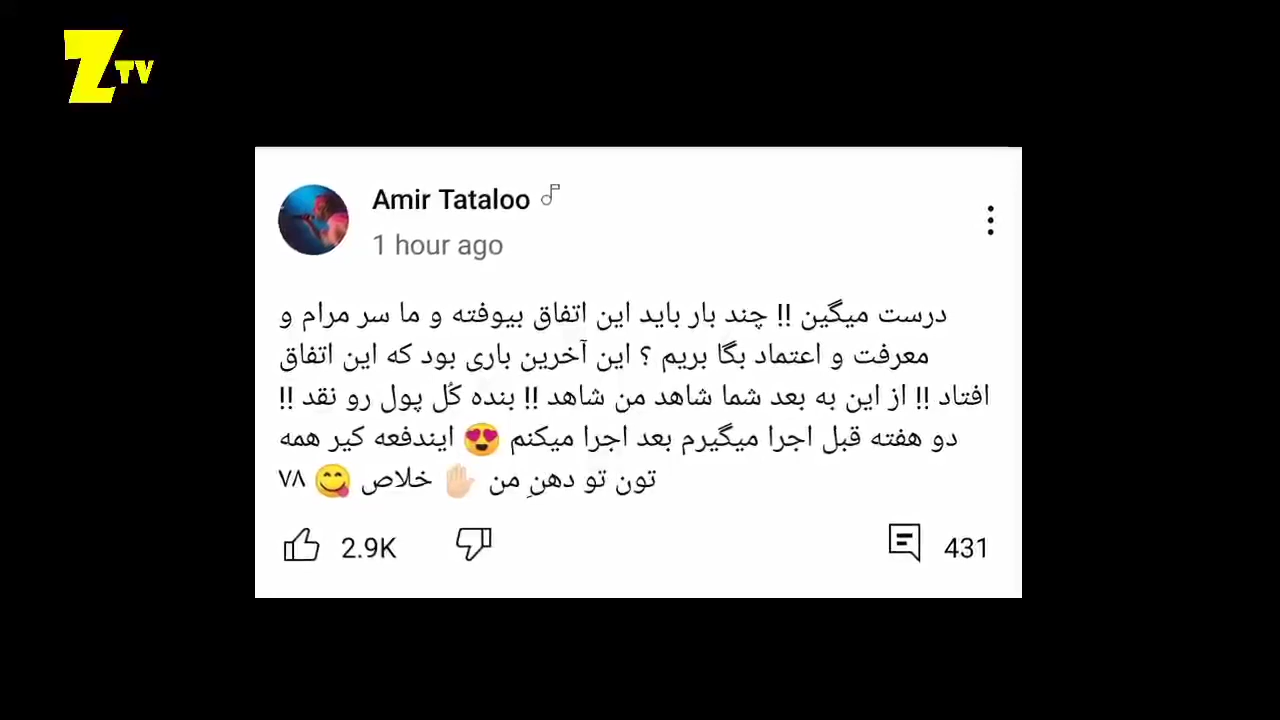 Z TV
Amir Tataloo
1 hour ago
درست میگین !! چند بار باید این اتفاق بیوفته و ما سر مرام و
معرفت و اعتماد بگا بریم ؟ این آخرین باری بود که این اتفاق
افتاد !! از این به بعد شما شاهد من شاهد !! بنده کُل پول رو نقد !!
دو هفته قبل اجرا میگیرم بعد اجرا میکنم 😍 ایندفعه کیر همه
تون تو دهنِ من ✋🏻 خلاص 😋 ۷۸
2.9K 431